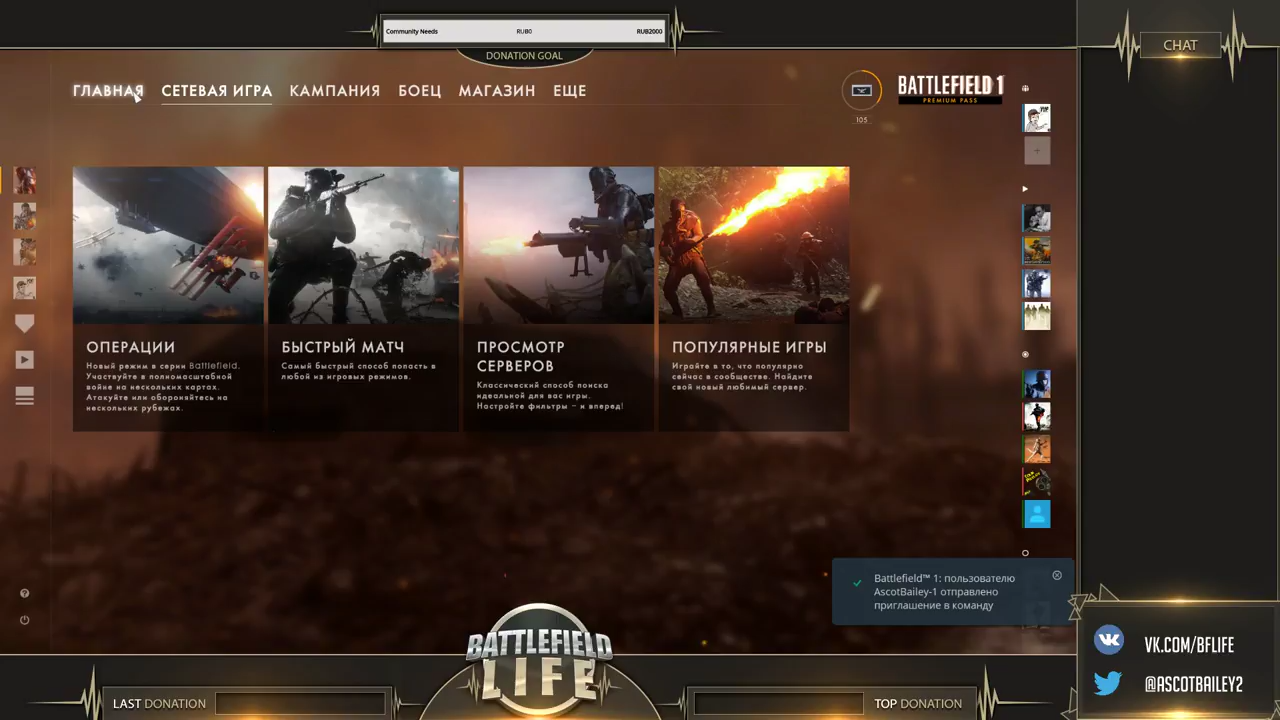 Community Needs RUB0 RUB2000
DONATION GOAL
CHAT
ГЛАВНАЯ СЕТЕВАЯ ИГРА КАМПАНИЯ БОЕЦ МАГАЗИН ЕЩЕ
105
BATTLEFIELD 1
PREMIUM PASS
ОПЕРАЦИИ
Новый режим в серии Battlefield.
Участвуйте в полномасштабной
войне на нескольких картах.
Атакуйте или обороняйтесь на
нескольких рубежах.
БЫСТРЫЙ МАТЧ
Самый быстрый способ попасть в
любой из игровых режимов.
ПРОСМОТР
СЕРВЕРОВ
Классический способ поиска
идеальной для вас игры.
Настройте фильтры – и вперед!
ПОПУЛЯРНЫЕ ИГРЫ
Играйте в то, что популярно
сейчас в сообществе. Найдите
свой новый любимый сервер.
Battlefield™ 1: пользователю
AscotBailey-1 отправлено
приглашение в команду
BATTLEFIELD
LIFE
LAST DONATION
TOP DONATION
VK.COM/BFLIFE
@ASCOTBAILEY2